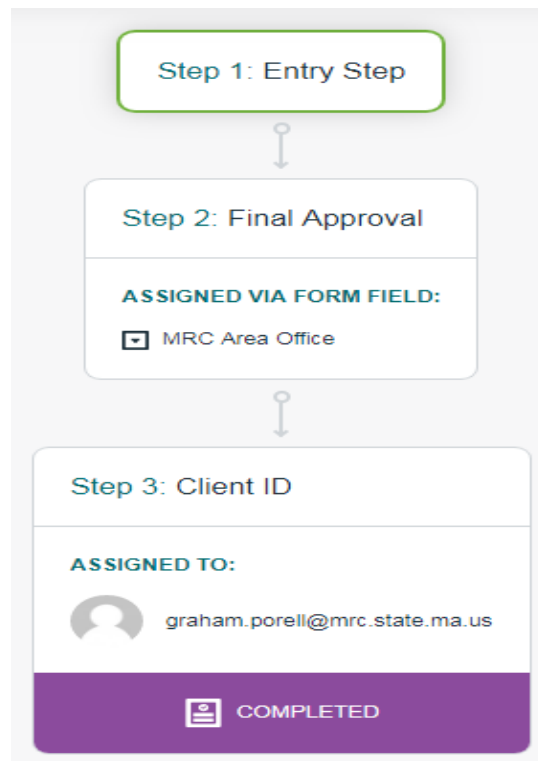 Step 1: Entry Step
Step 2: Final Approval
ASSIGNED VIA FORM FIELD:
MRC Area Office
Step 3: Client ID
ASSIGNED TO:
graham.porell@mrc.state.ma.us
COMPLETED